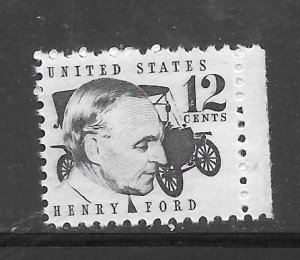 UNITED STATES
12
CENTS
HENRY FORD